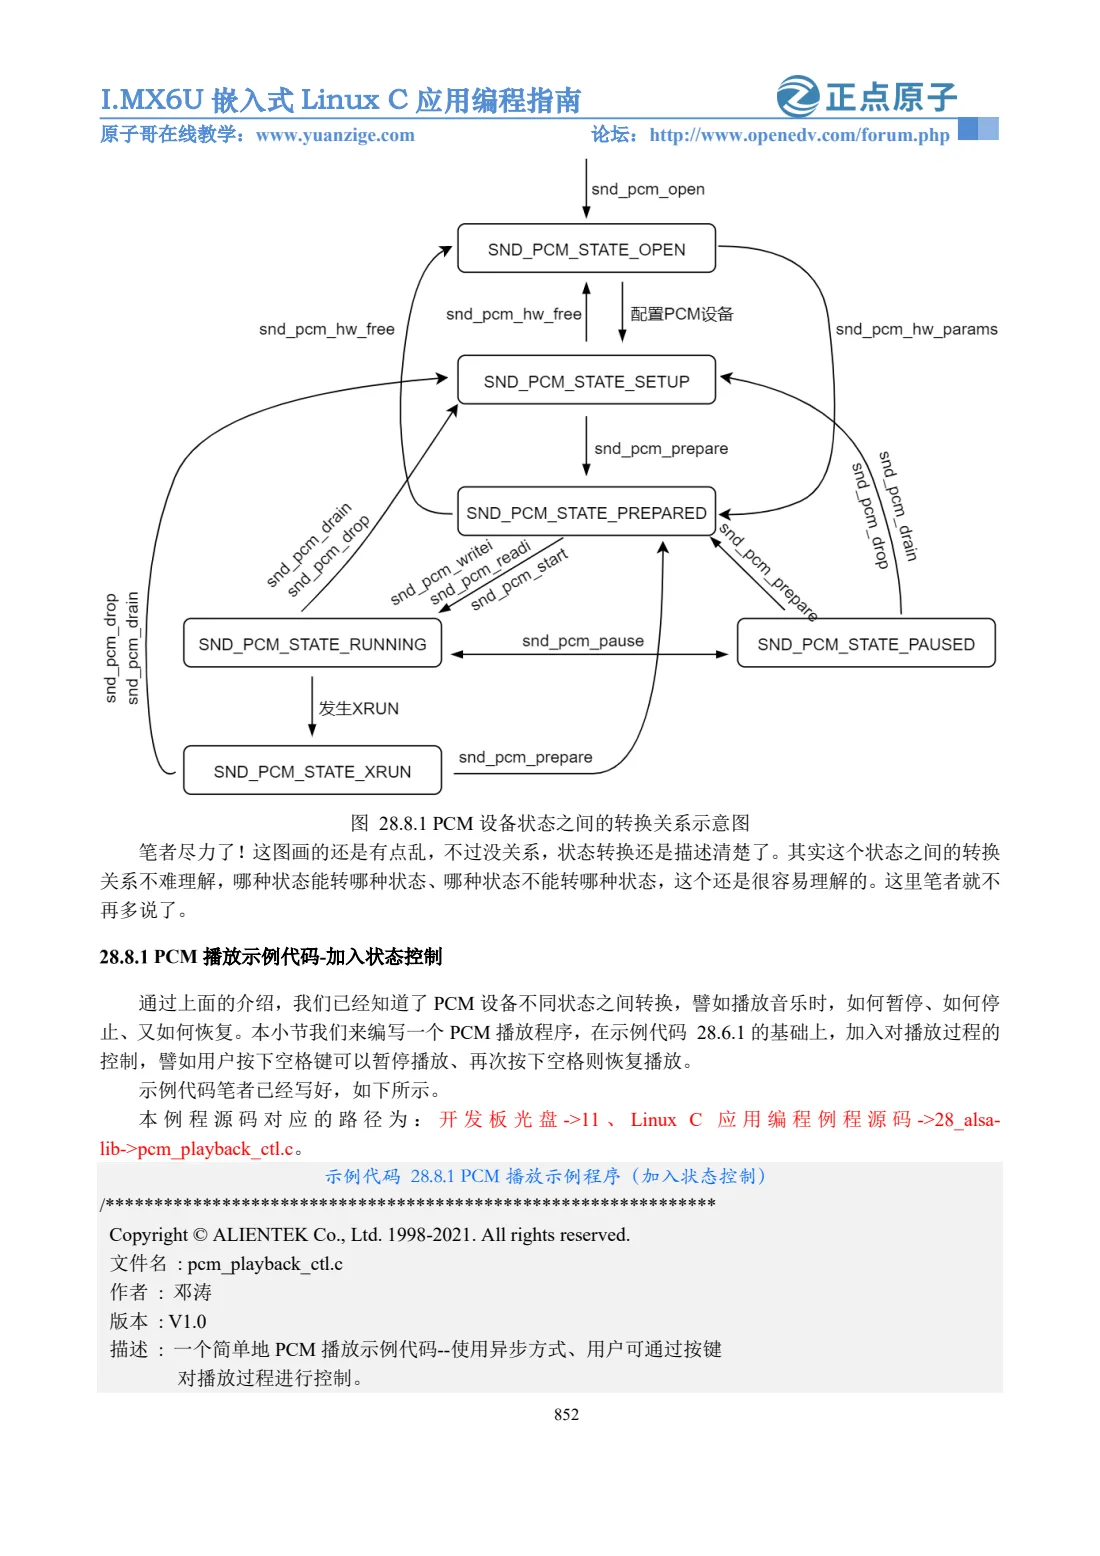 I.MX6U 嵌入式 Linux C 应用编程指南
正点原子
原子哥在线教学：www.yuanzige.com 论坛：http://www.openedv.com/forum.php
snd_pcm_open
SND_PCM_STATE_OPEN
snd_pcm_hw_free
配置PCM设备
snd_pcm_hw_free
snd_pcm_hw_params
SND_PCM_STATE_SETUP
snd_pcm_prepare
snd_pcm_drain
snd_pcm_drop
SND_PCM_STATE_PREPARED
snd_pcm_drain
snd_pcm_drop
snd_pcm_writei
snd_pcm_readi
snd_pcm_start
snd_pcm_prepare
snd_pcm_drop
snd_pcm_drain
SND_PCM_STATE_RUNNING
snd_pcm_pause
SND_PCM_STATE_PAUSED
发生XRUN
SND_PCM_STATE_XRUN
snd_pcm_prepare
图 28.8.1 PCM 设备状态之间的转换关系示意图
笔者尽力了！这图画的还是有点乱，不过没关系，状态转换还是描述清楚了。其实这个状态之间的转换
关系不难理解，哪种状态能转哪种状态、哪种状态不能转哪种状态，这个还是很容易理解的。这里笔者就不
再多说了。
28.8.1 PCM 播放示例代码-加入状态控制
通过上面的介绍，我们已经知道了 PCM 设备不同状态之间转换，譬如播放音乐时，如何暂停、如何停
止、又如何恢复。本小节我们来编写一个 PCM 播放程序，在示例代码 28.6.1 的基础上，加入对播放过程的
控制，譬如用户按下空格键可以暂停播放、再次按下空格则恢复播放。
示例代码笔者已经写好，如下所示。
本例程源码对应的路径为：开发板光盘->11、Linux C 应用编程例程源码->28_alsa-
lib->pcm_playback_ctl.c。
示例代码 28.8.1 PCM 播放示例程序（加入状态控制）
/***************************************************************
Copyright © ALIENTEK Co., Ltd. 1998-2021. All rights reserved.
文件名 : pcm_playback_ctl.c
作者 : 邓涛
版本 : V1.0
描述 : 一个简单地 PCM 播放示例代码--使用异步方式、用户可通过按键
对播放过程进行控制。
852